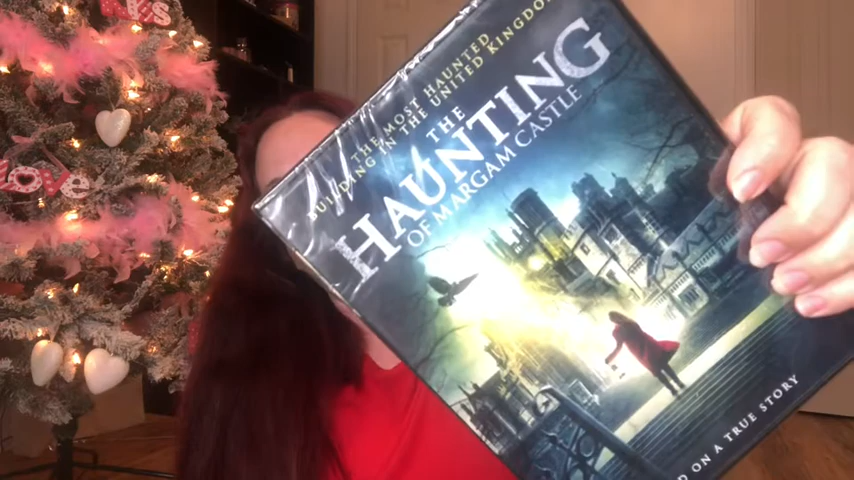 THE MOST HAUNTED
BUILDING IN THE UNITED KINGDOM
THE
HAUNTING
OF MARGAM CASTLE
D ON A TRUE STORY
Love